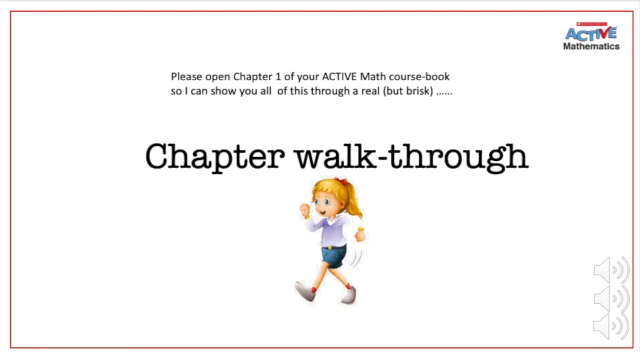 ACTIVE
Mathematics
Please open Chapter 1 of your ACTIVE Math course-book
so I can show you all of this through a real (but brisk) ......
Chapter walk-through